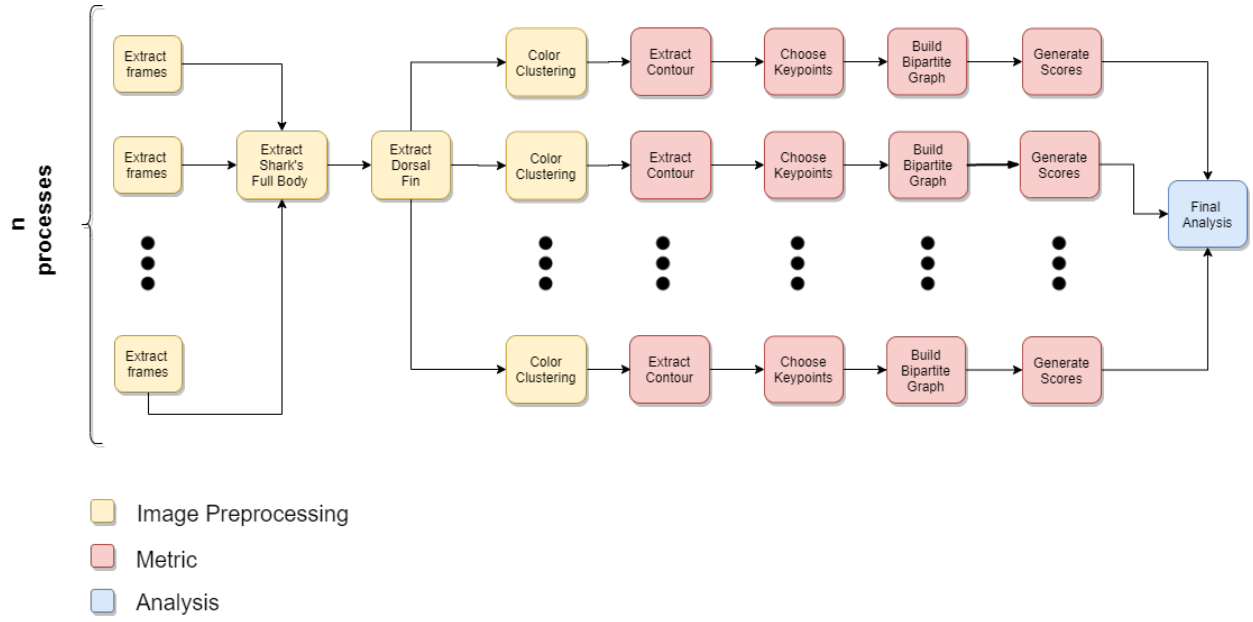 n
processes
Extract
frames
Extract
frames
Extract
frames
Extract
Shark's
Full Body
Extract
Dorsal
Fin
Color
Clustering
Extract
Contour
Choose
Keypoints
Build
Bipartite
Graph
Generate
Scores
Color
Clustering
Extract
Contour
Choose
Keypoints
Build
Bipartite
Graph
Generate
Scores
Color
Clustering
Extract
Contour
Choose
Keypoints
Build
Bipartite
Graph
Generate
Scores
Final
Analysis
Image Preprocessing
Metric
Analysis